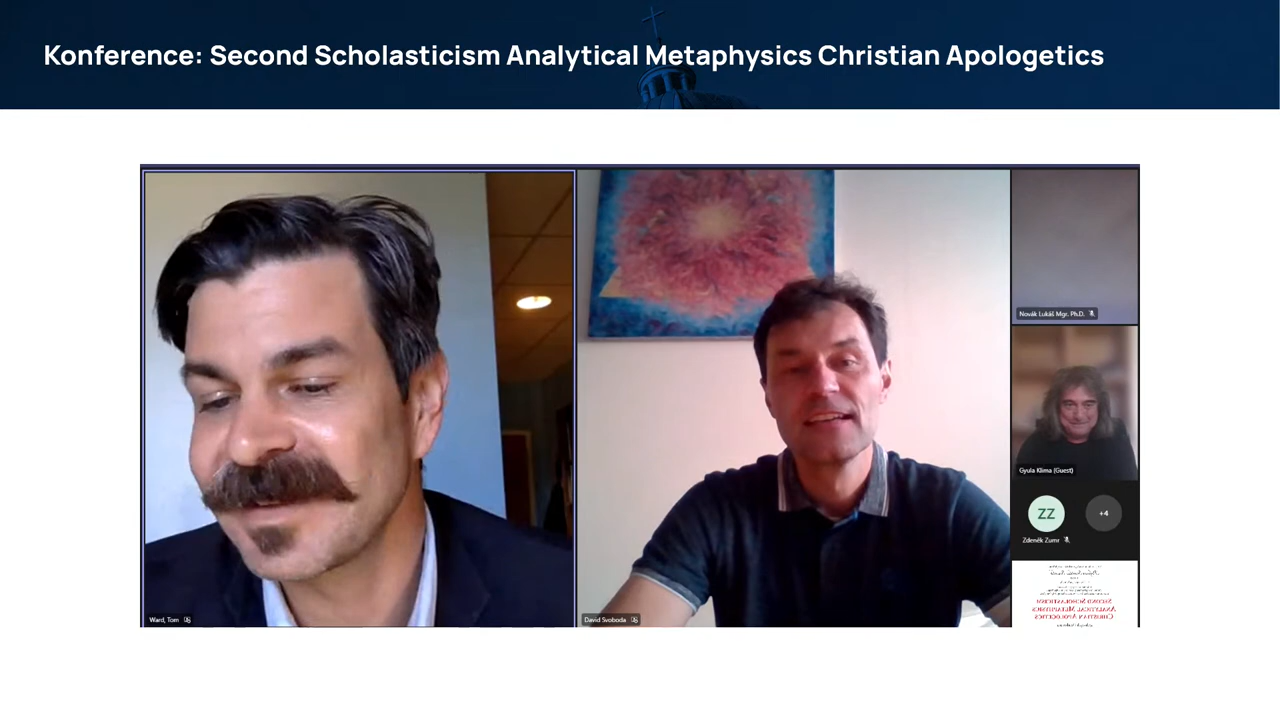 Konference: Second Scholasticism Analytical Metaphysics Christian Apologetics
Ward, Tom
David Svoboda
Novák Lukáš Mgr. Ph.D.
Gyula Klima (Guest)
ZZ
+4
Zdeněk Zumr
SECOND SCHOLASTICISM
ANALYTICAL METAPHYSICS
CHRISTIAN APOLOGETICS